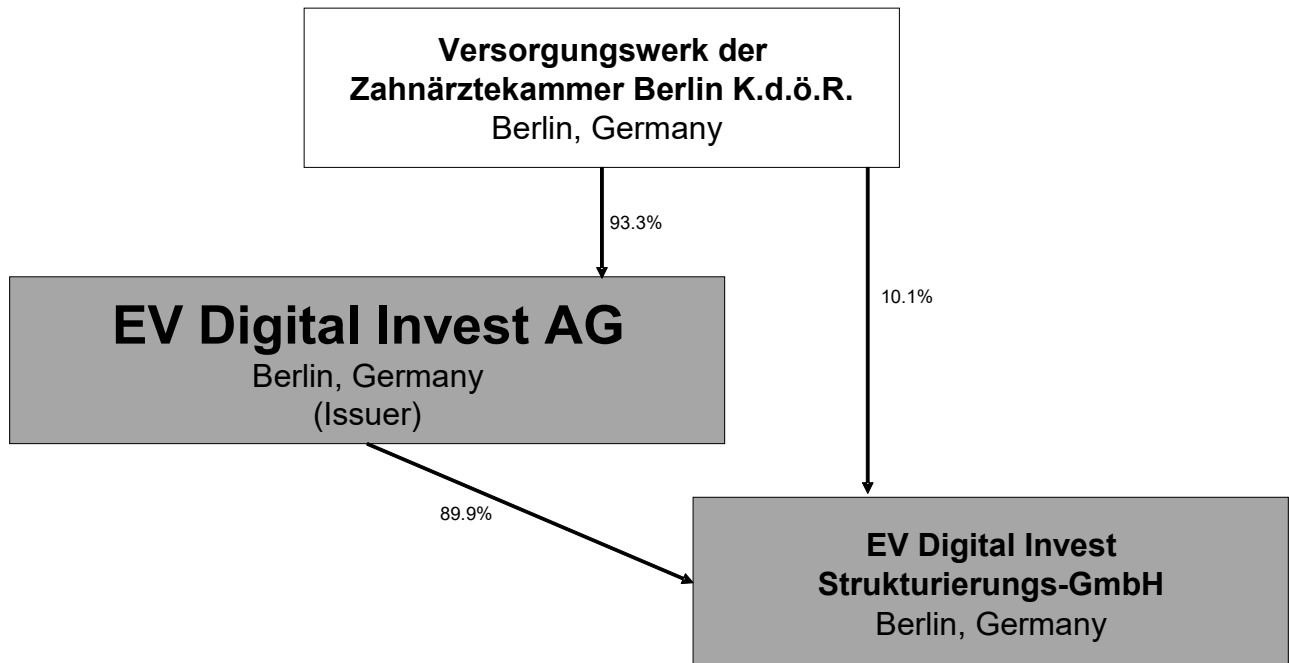 Versorgungswerk der
Zahnärztekammer Berlin K.d.ö.R.
Berlin, Germany
93.3%
10.1%
EV Digital Invest AG
Berlin, Germany
(Issuer)
89.9%
EV Digital Invest
Strukturierungs-GmbH
Berlin, Germany